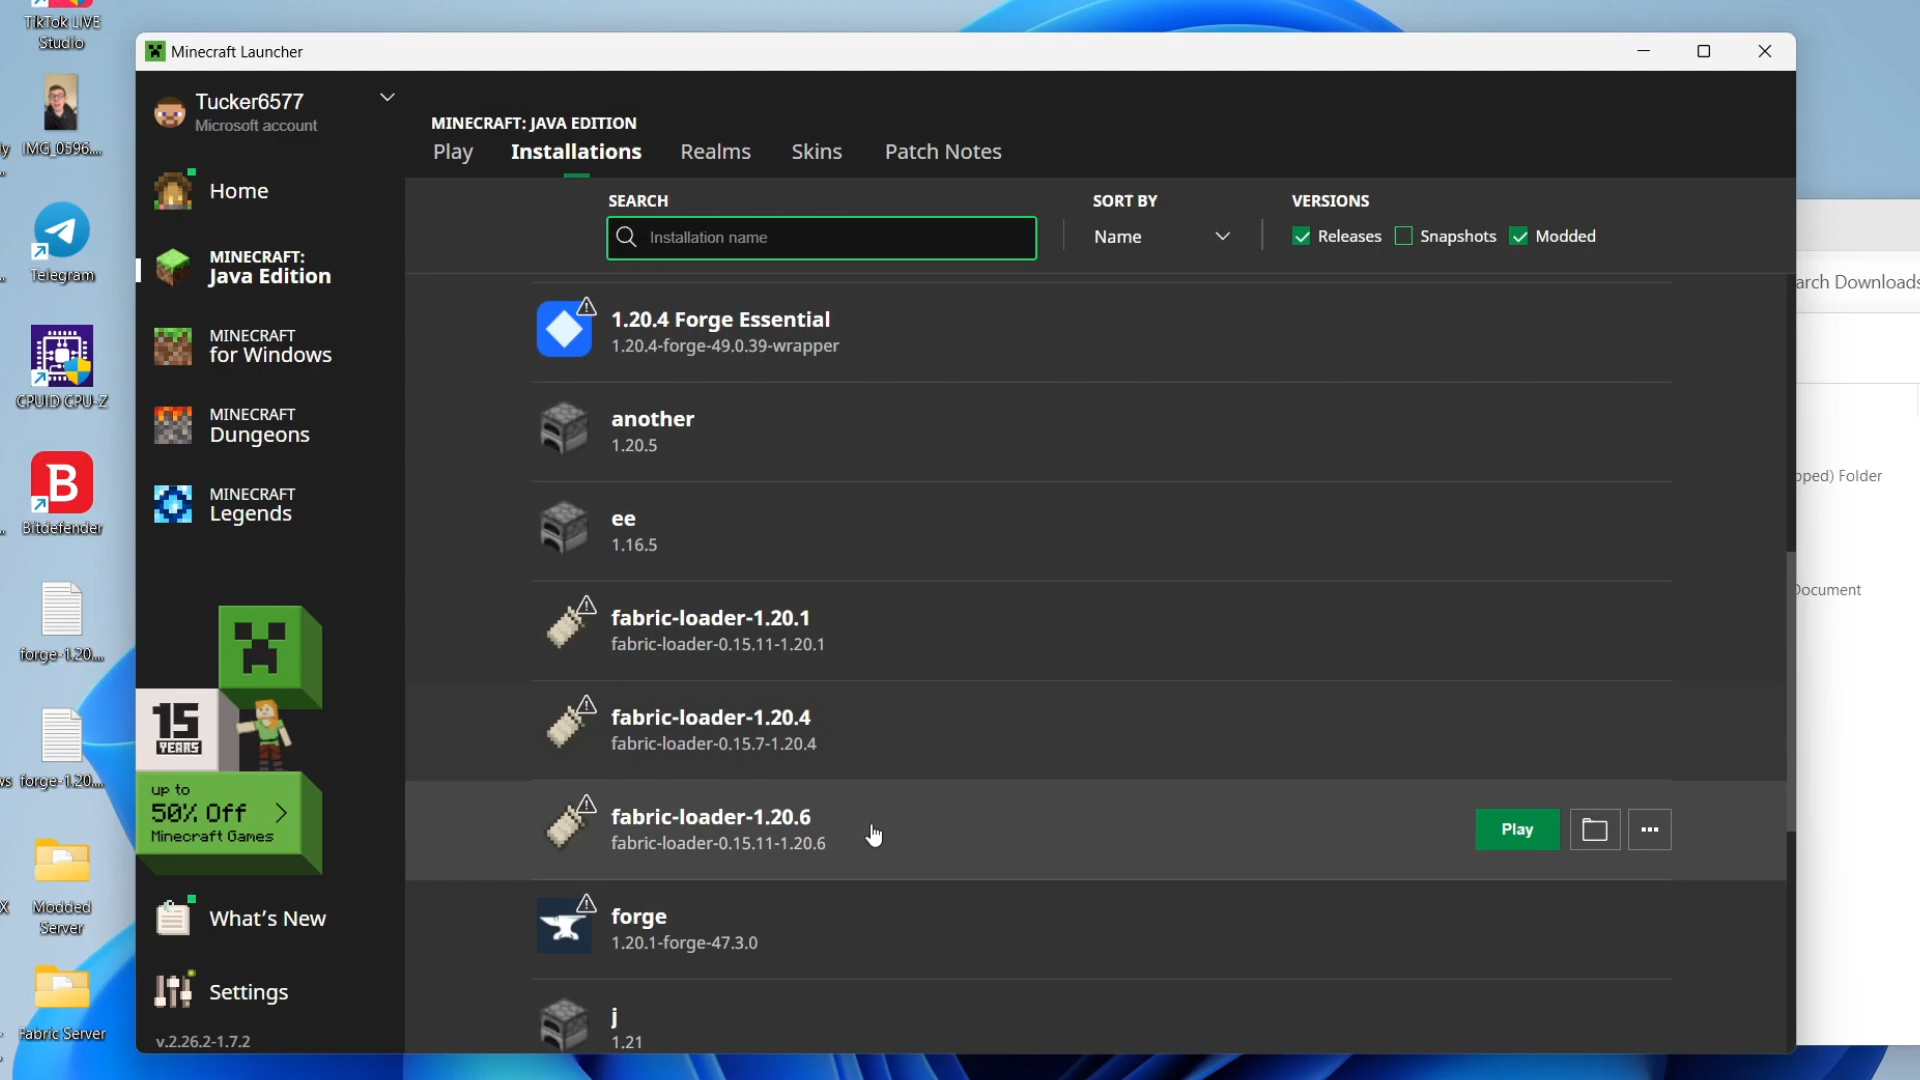 TikTok LIVE
Studio
IMG_0596....
Telegram
CPUID CPU-Z
Bitdefender
forge-1.20....
forge-1.20....
Modded
Server
Fabric Server
Minecraft Launcher
Tucker6577
Microsoft account
Home
MINECRAFT:
Java Edition
MINECRAFT
for Windows
MINECRAFT
Dungeons
MINECRAFT
Legends
15
YEARS
up to
50% Off
Minecraft Games
What's New
Settings
v.2.26.2-1.7.2
MINECRAFT: JAVA EDITION
Play Installations Realms Skins Patch Notes
SEARCH
Installation name
SORT BY
Name
VERSIONS
Releases Snapshots Modded
1.20.4 Forge Essential
1.20.4-forge-49.0.39-wrapper
another
1.20.5
ee
1.16.5
fabric-loader-1.20.1
fabric-loader-0.15.11-1.20.1
fabric-loader-1.20.4
fabric-loader-0.15.7-1.20.4
fabric-loader-1.20.6
fabric-loader-0.15.11-1.20.6
Play
forge
1.20.1-forge-47.3.0
j
1.21
arch Downloads
pped) Folder
Document